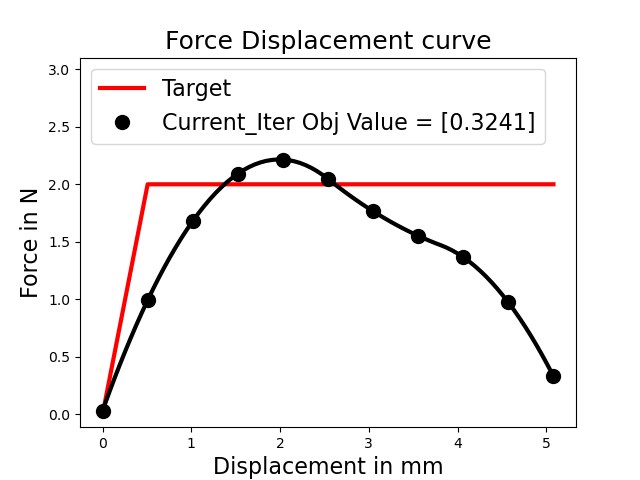 Force Displacement curve
Target
Current_Iter Obj Value = [0.3241]
3.0
2.5
2.0
1.5
1.0
0.5
0.0
Force in N
0 1 2 3 4 5
Displacement in mm